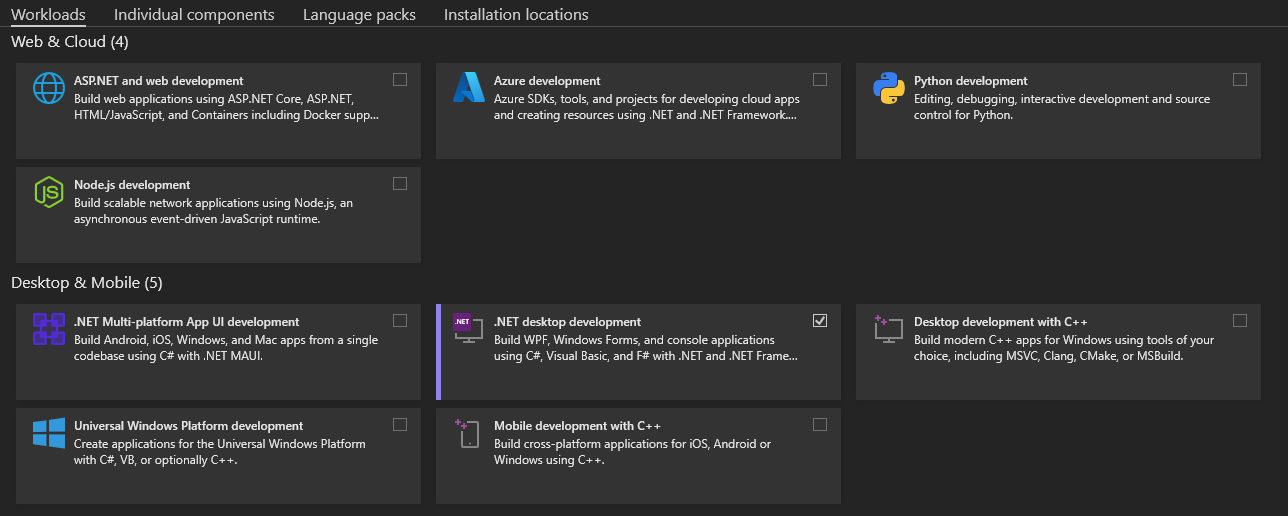 Workloads Individual components Language packs Installation locations
Web & Cloud (4)
ASP.NET and web development
Build web applications using ASP.NET Core, ASP.NET,
HTML/JavaScript, and Containers including Docker supp...
Azure development
Azure SDKs, tools, and projects for developing cloud apps
and creating resources using .NET and .NET Framework....
Python development
Editing, debugging, interactive development and source
control for Python.
JS
Node.js development
Build scalable network applications using Node.js, an
asynchronous event-driven JavaScript runtime.
Desktop & Mobile (5)
.NET Multi-platform App UI development
Build Android, iOS, Windows, and Mac apps from a single
codebase using C# with .NET MAUI.
.NET
.NET desktop development
Build WPF, Windows Forms, and console applications
using C#, Visual Basic, and F# with .NET and .NET Frame...
Desktop development with C++
Build modern C++ apps for Windows using tools of your
choice, including MSVC, Clang, CMake, or MSBuild.
Universal Windows Platform development
Create applications for the Universal Windows Platform
with C#, VB, or optionally C++.
Mobile development with C++
Build cross-platform applications for iOS, Android or
Windows using C++.